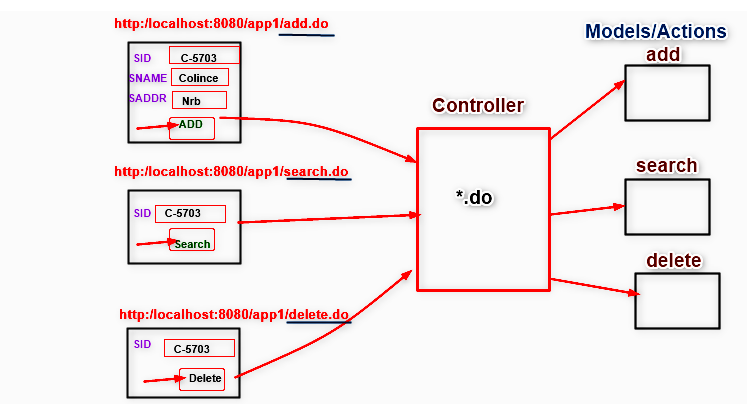 http://localhost:8080/app1/add.do
SID C-5703
SNAME Colince
SADDR Nrb
ADD
http://localhost:8080/app1/search.do
SID C-5703
Search
http:/localhost:8080/app1/delete.do
SID C-5703
Delete
Controller
*.do
Models/Actions
add
search
delete